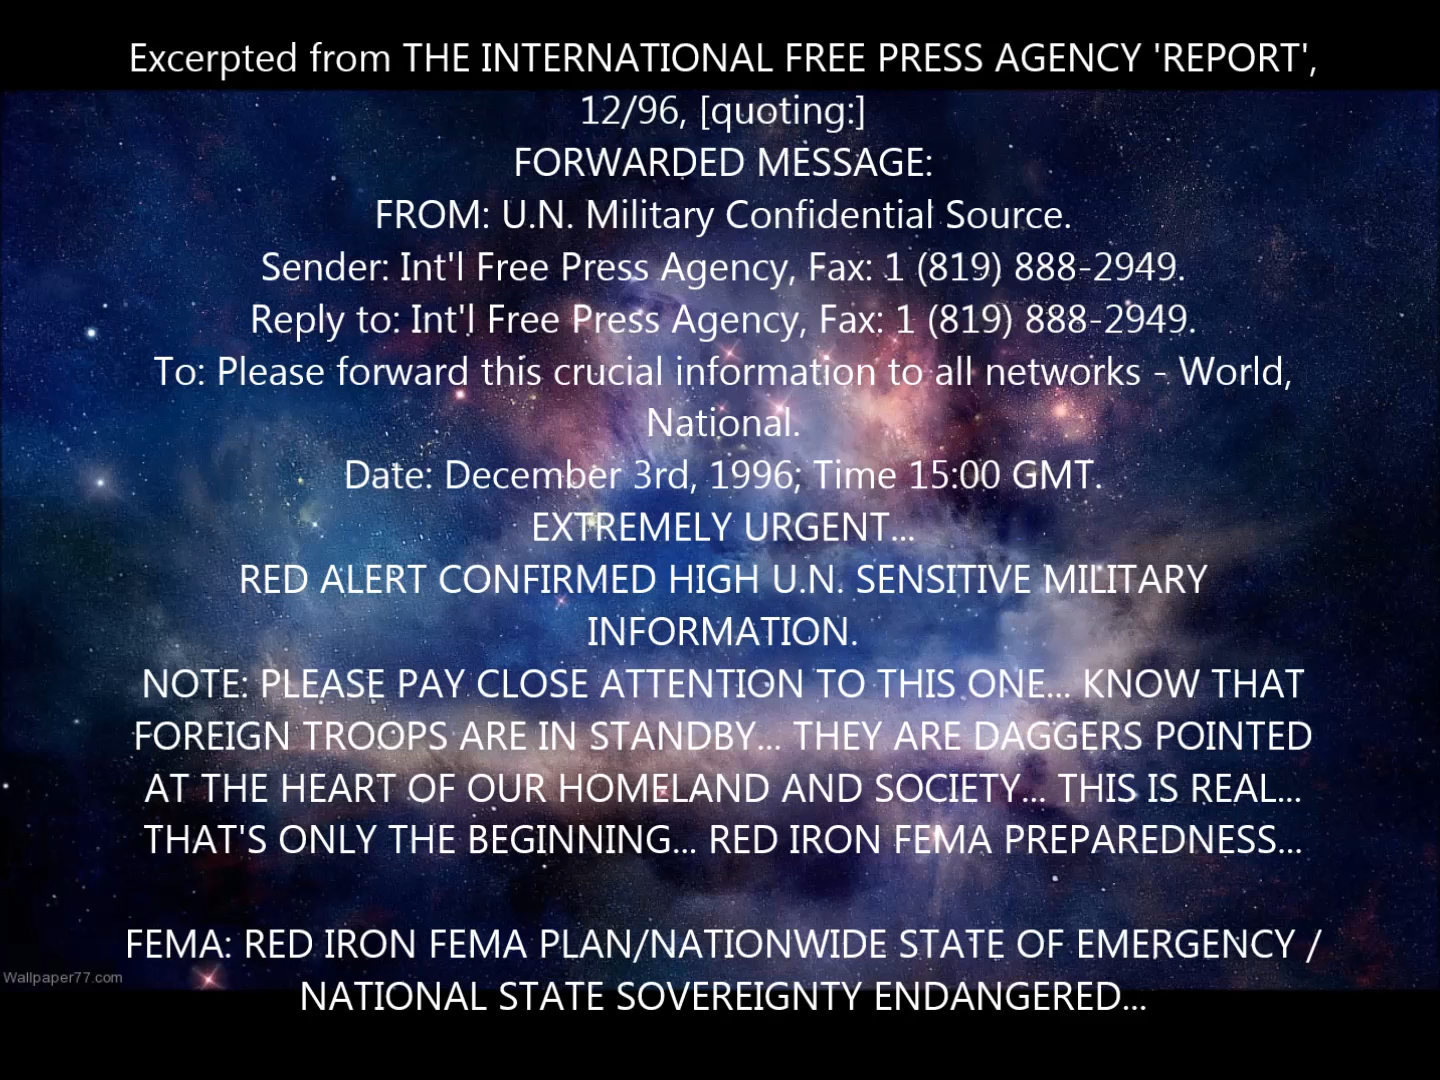 Excerpted from THE INTERNATIONAL FREE PRESS AGENCY 'REPORT',
12/96, [quoting:]
FORWARDED MESSAGE:
FROM: U.N. Military Confidential Source.
Sender: Int'l Free Press Agency, Fax: 1 (819) 888-2949.
Reply to: Int'l Free Press Agency, Fax: 1 (819) 888-2949.
To: Please forward this crucial information to all networks - World,
National.
Date: December 3rd, 1996; Time 15:00 GMT.
EXTREMELY URGENT...
RED ALERT CONFIRMED HIGH U.N. SENSITIVE MILITARY
INFORMATION.
NOTE: PLEASE PAY CLOSE ATTENTION TO THIS ONE... KNOW THAT
FOREIGN TROOPS ARE IN STANDBY... THEY ARE DAGGERS POINTED
AT THE HEART OF OUR HOMELAND AND SOCIETY... THIS IS REAL...
THAT'S ONLY THE BEGINNING... RED IRON FEMA PREPAREDNESS...
FEMA: RED IRON FEMA PLAN/NATIONWIDE STATE OF EMERGENCY /
Wallpaper77.com
NATIONAL STATE SOVEREIGNTY ENDANGERED...